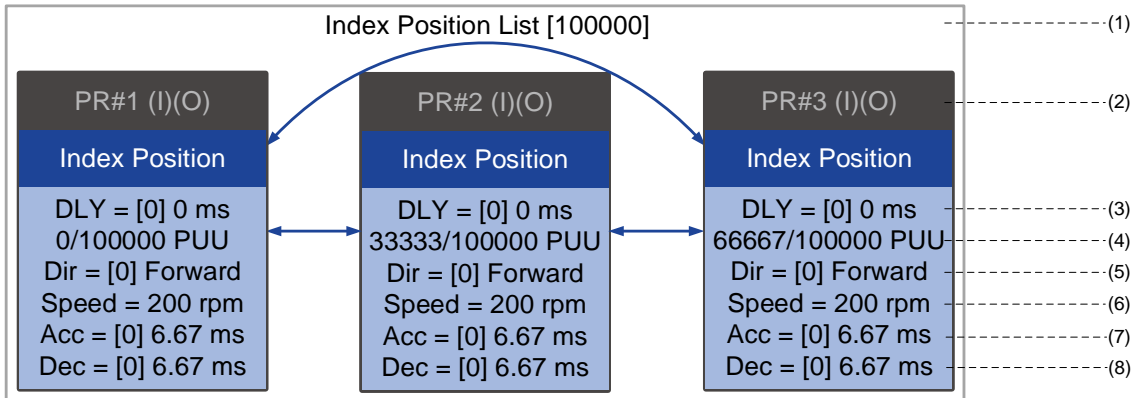 Index Position List [100000]
(1)
PR#1 (I)(O)
PR#2 (I)(O)
PR#3 (I)(O)
(2)
Index Position
Index Position
Index Position
DLY = [0] 0 ms
DLY = [0] 0 ms
DLY = [0] 0 ms
(3)
0/100000 PUU
33333/100000 PUU
66667/100000 PUU
(4)
Dir = [0] Forward
Dir = [0] Forward
Dir = [0] Forward
(5)
Speed = 200 rpm
Speed = 200 rpm
Speed = 200 rpm
(6)
Acc = [0] 6.67 ms
Acc = [0] 6.67 ms
Acc = [0] 6.67 ms
(7)
Dec = [0] 6.67 ms
Dec = [0] 6.67 ms
Dec = [0] 6.67 ms
(8)